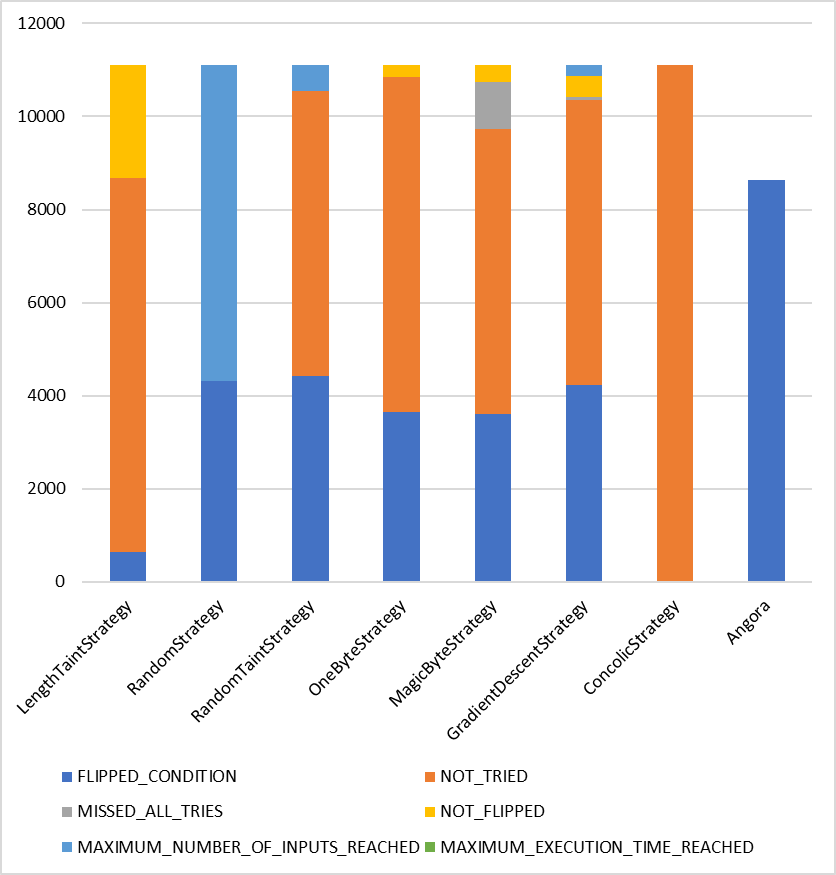 12000
10000
8000
6000
4000
2000
0
LengthTaintStrategy
RandomStrategy
RandomTaintStrategy
OneByteStrategy
MagicByteStrategy
GradientDescentStrategy
ConcolicStrategy
Angora
FLIPPED_CONDITION NOT_TRIED
MISSED_ALL_TRIES NOT_FLIPPED
MAXIMUM_NUMBER_OF_INPUTS_REACHED MAXIMUM_EXECUTION_TIME_REACHED